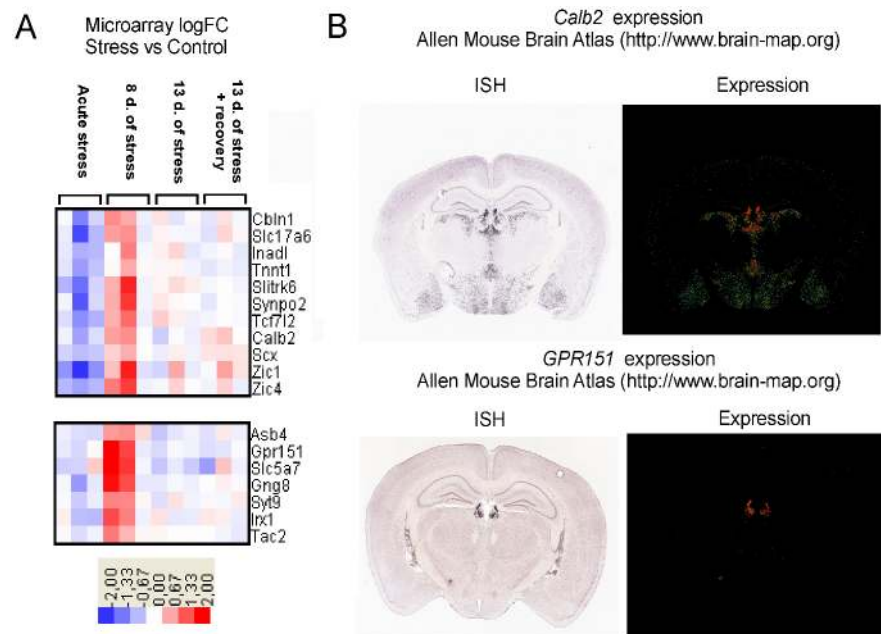 A
Microarray logFC
Stress vs Control
Acute stress
8 d. of stress
13 d. of stress
13 d. of stress
+ recovery
Cbln1
Slc17a6
Inadl
Tnnt1
Slitrk6
Synpo2
Tcf7l2
Calb2
Scx
Zic1
Zic4
Asb4
Gpr151
Slc5a7
Gng8
Syt9
Irx1
Tac2
-2,00
-1,33
-0,67
0,00
0,67
1,33
2,00
B
Calb2 expression
Allen Mouse Brain Atlas (http://www.brain-map.org)
ISH
Expression
GPR151 expression
Allen Mouse Brain Atlas (http://www.brain-map.org)
ISH
Expression